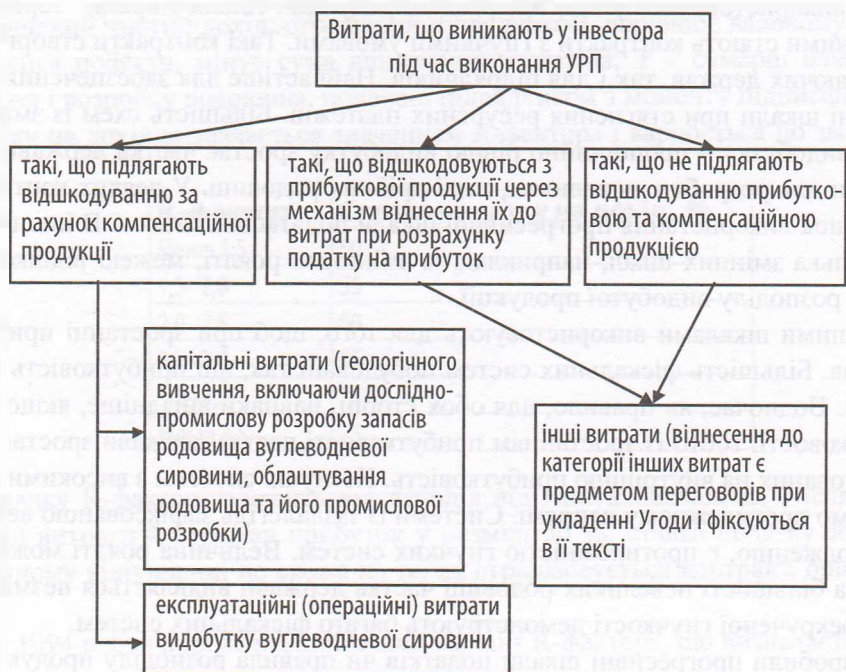 Витрати, що виникають у інвестора
під час виконання УРП
такі, що підлягають
відшкодуванню за
рахунок компенсаційної
продукції
такі, що відшкодовуються з
прибуткової продукції через
механізм віднесення їх до
витрат при розрахунку
податку на прибуток
такі, що не підлягають
відшкодуванню прибутко-
вою та компенсаційною
продукцією
капітальні витрати (геологічного
вивчення, включаючи дослідно-
промислову розробку запасів
родовища вуглеводневої
сировини, облаштування
родовища та його промислової
розробки)
інші витрати (віднесення до
категорії інших витрат є
предметом переговорів при
укладенні Угоди і фіксуються
у її тексті
експлуатаційні (операційні) витрати
видобутку вуглеводневої сировини